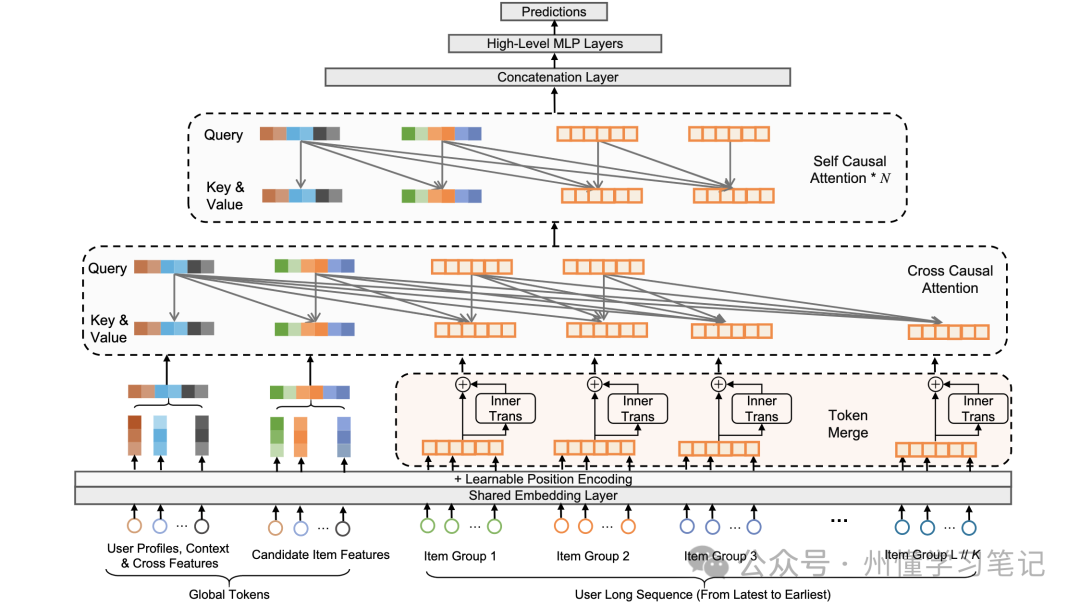 Predictions
High-Level MLP Layers
Concatenation Layer
Query
Key &
Value
Self Causal
Attention * N
Query
Key &
Value
Cross Causal
Attention
Inner
Trans
Inner
Trans
Inner
Trans
Inner
Trans
Token
Merge
+ Learnable Position Encoding
Shared Embedding Layer
...
...
...
...
...
...
...
User Profiles, Context
& Cross Features
Candidate Item Features
Item Group 1
Item Group 2
Item Group 3
Item Group L // K
公众号 · 州懂学习笔记
Global Tokens
User Long Sequence (From Latest to Earliest)